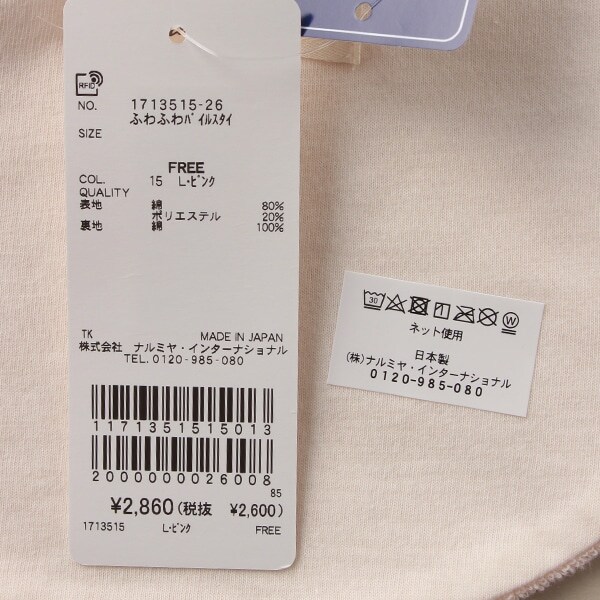 RFID
NO. 1713515-26
ふわふわﾊﾟｲﾙｽﾀｲ
SIZE
FREE
COL. 15 L・ﾋﾟﾝｸ
QUALITY
表地 綿 80%
ポリエステル 20%
裏地 綿 100%
TK MADE IN JAPAN
株式会社 ナルミヤ・インターナショナル
TEL. 0120-985-080
1171351515013
2000000026008
85
¥2,860(税抜 ¥2,600)
1713515 L・ﾋﾟﾝｸ FREE
30 W
ネット使用
日本製
(株)ナルミヤ・インターナショナル
0120-985-080